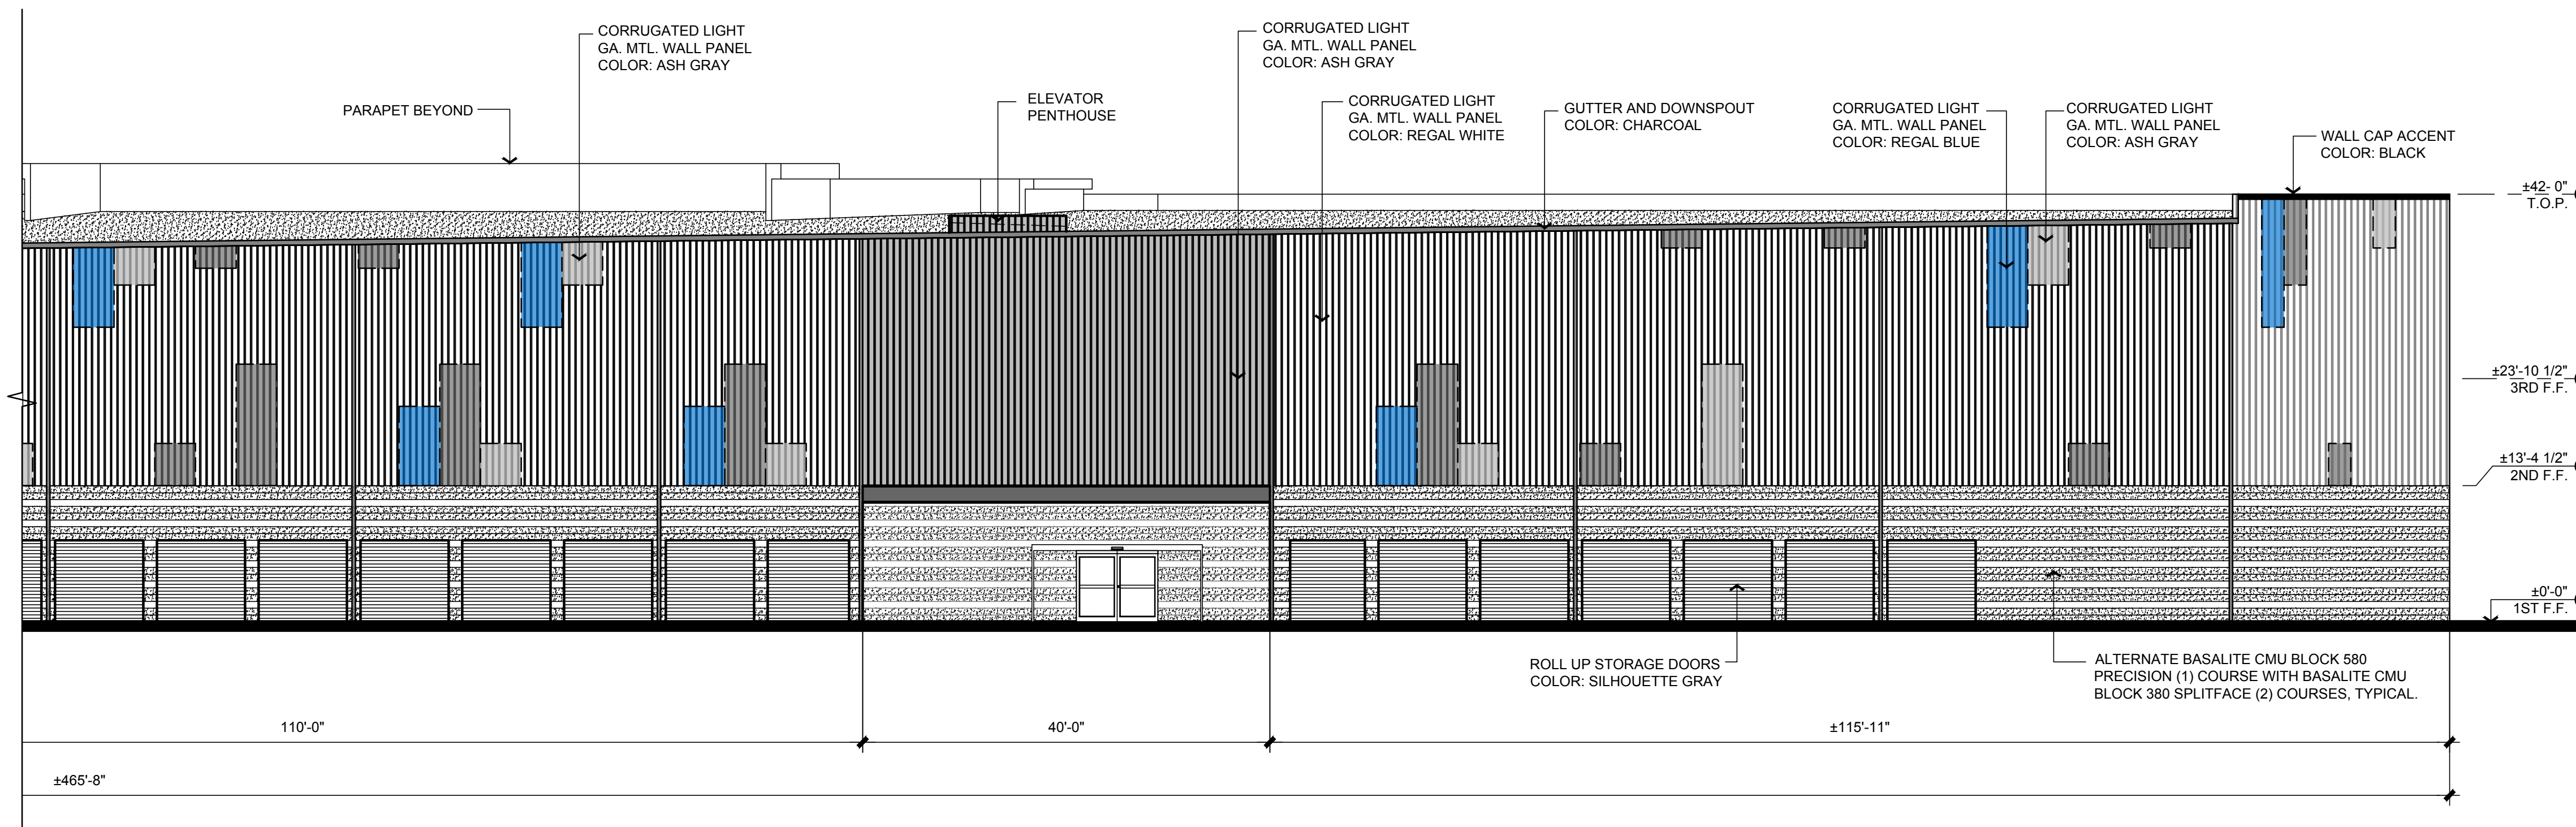 CORRUGATED LIGHT
GA. MTL. WALL PANEL
COLOR: ASH GRAY
CORRUGATED LIGHT
GA. MTL. WALL PANEL
COLOR: ASH GRAY
PARAPET BEYOND
ELEVATOR
PENTHOUSE
CORRUGATED LIGHT
GA. MTL. WALL PANEL
COLOR: REGAL WHITE
GUTTER AND DOWNSPOUT
COLOR: CHARCOAL
CORRUGATED LIGHT
GA. MTL. WALL PANEL
COLOR: REGAL BLUE
CORRUGATED LIGHT
GA. MTL. WALL PANEL
COLOR: ASH GRAY
WALL CAP ACCENT
COLOR: BLACK
±42- 0"
T.O.P.
±23'-10 1/2"
3RD F.F.
±13'-4 1/2"
2ND F.F.
±0'-0"
1ST F.F.
ROLL UP STORAGE DOORS
COLOR: SILHOUETTE GRAY
ALTERNATE BASALITE CMU BLOCK 580
PRECISION (1) COURSE WITH BASALITE CMU
BLOCK 380 SPLITFACE (2) COURSES, TYPICAL.
110'-0"
40'-0"
±115'-11"
±465'-8"